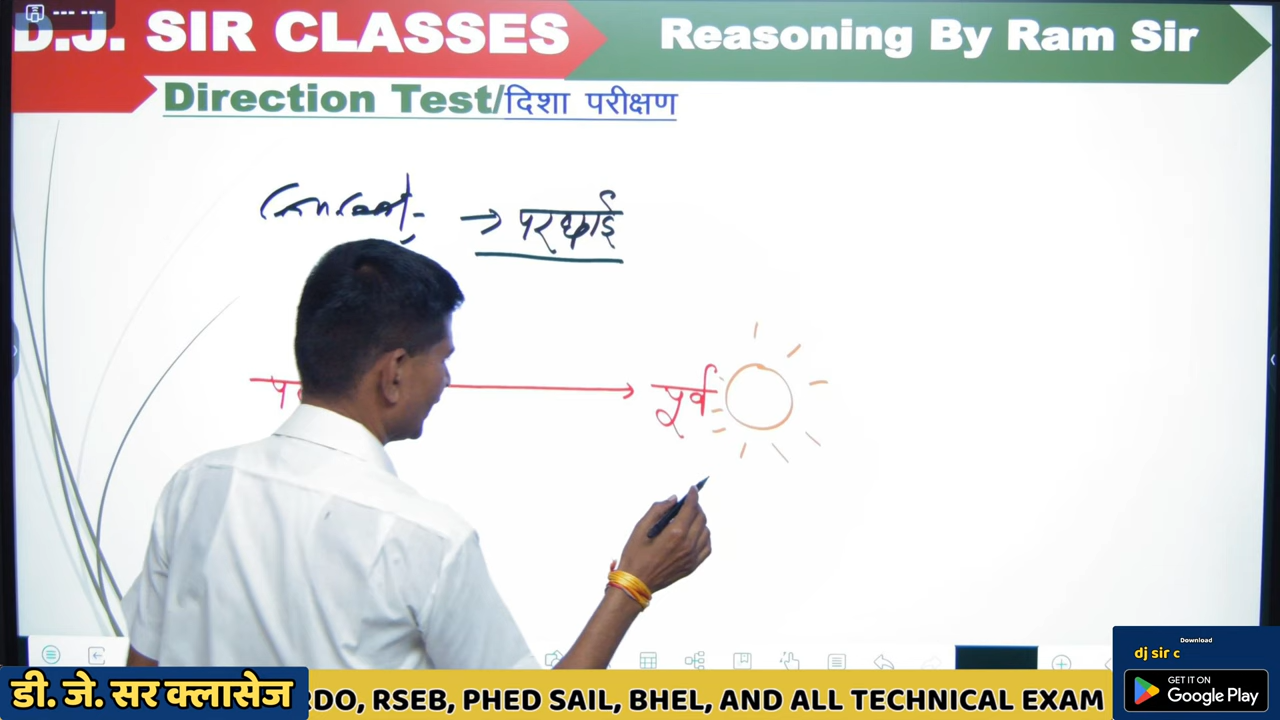 D.J. SIR CLASSES
Reasoning By Ram Sir
Direction Test/दिशा परीक्षण
→ परछाई
पूर्व
डी. जे. सर क्लासेज
RDO, RSEB, PHED SAIL, BHEL, AND ALL TECHNICAL EXAM
Download
dj sir c
GET IT ON
Google Play